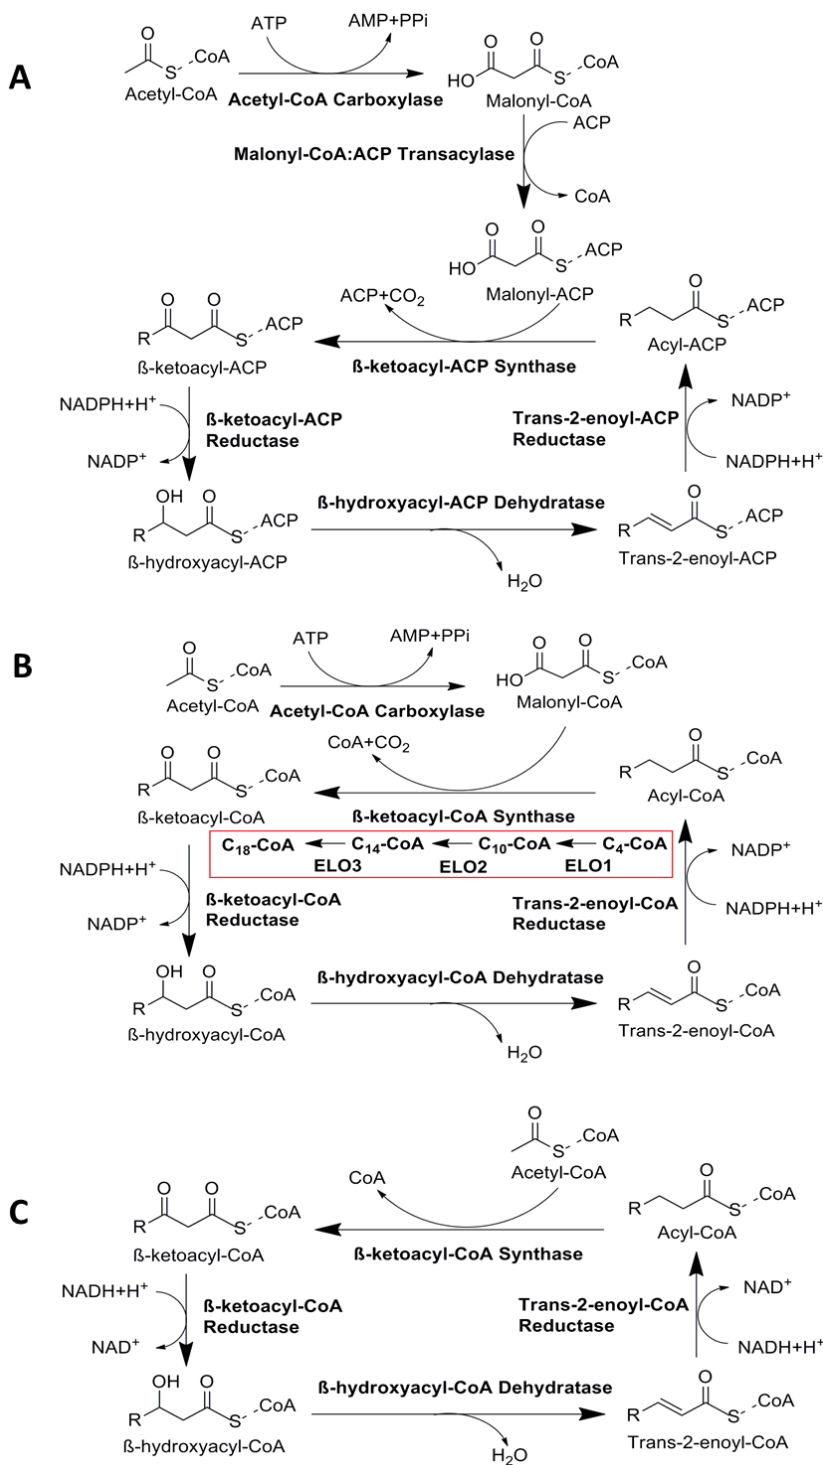 A
ATP
AMP+PPi
O
S
CoA
Acetyl-CoA
Acetyl-CoA Carboxylase
O
O
HO
S
CoA
Malonyl-CoA
ACP
Malonyl-CoA:ACP Transacylase
CoA
O
O
HO
S
ACP
Malonyl-ACP
ACP+CO₂
O
O
R
S
ACP
ß-ketoacyl-ACP
ß-ketoacyl-ACP Synthase
O
R
S
ACP
Acyl-ACP
NADPH+H⁺
ß-ketoacyl-ACP
Reductase
NADP⁺
Trans-2-enoyl-ACP
Reductase
NADP⁺
NADPH+H⁺
OH
O
R
S
ACP
ß-hydroxyacyl-ACP
ß-hydroxyacyl-ACP Dehydratase
H₂O
O
R
S
ACP
Trans-2-enoyl-ACP
B
ATP
AMP+PPi
O
S
CoA
Acetyl-CoA
Acetyl-CoA Carboxylase
O
O
HO
S
CoA
Malonyl-CoA
CoA+CO₂
O
O
R
S
CoA
ß-ketoacyl-CoA
ß-ketoacyl-CoA Synthase
O
R
S
CoA
Acyl-CoA
C₁₈-CoA C₁₄-CoA C₁₀-CoA C₄-CoA
ELO3 ELO2 ELO1
NADPH+H⁺
ß-ketoacyl-CoA
Reductase
NADP⁺
Trans-2-enoyl-CoA
Reductase
NADP⁺
NADPH+H⁺
OH
O
R
S
CoA
ß-hydroxyacyl-CoA
ß-hydroxyacyl-CoA Dehydratase
H₂O
O
R
S
CoA
Trans-2-enoyl-CoA
C
O
S
CoA
Acetyl-CoA
CoA
O
O
R
S
CoA
ß-ketoacyl-CoA
ß-ketoacyl-CoA Synthase
O
R
S
CoA
Acyl-CoA
NADH+H⁺
ß-ketoacyl-CoA
Reductase
NAD⁺
Trans-2-enoyl-CoA
Reductase
NAD⁺
NADH+H⁺
OH
O
R
S
CoA
ß-hydroxyacyl-CoA
ß-hydroxyacyl-CoA Dehydratase
H₂O
O
R
S
CoA
Trans-2-enoyl-CoA